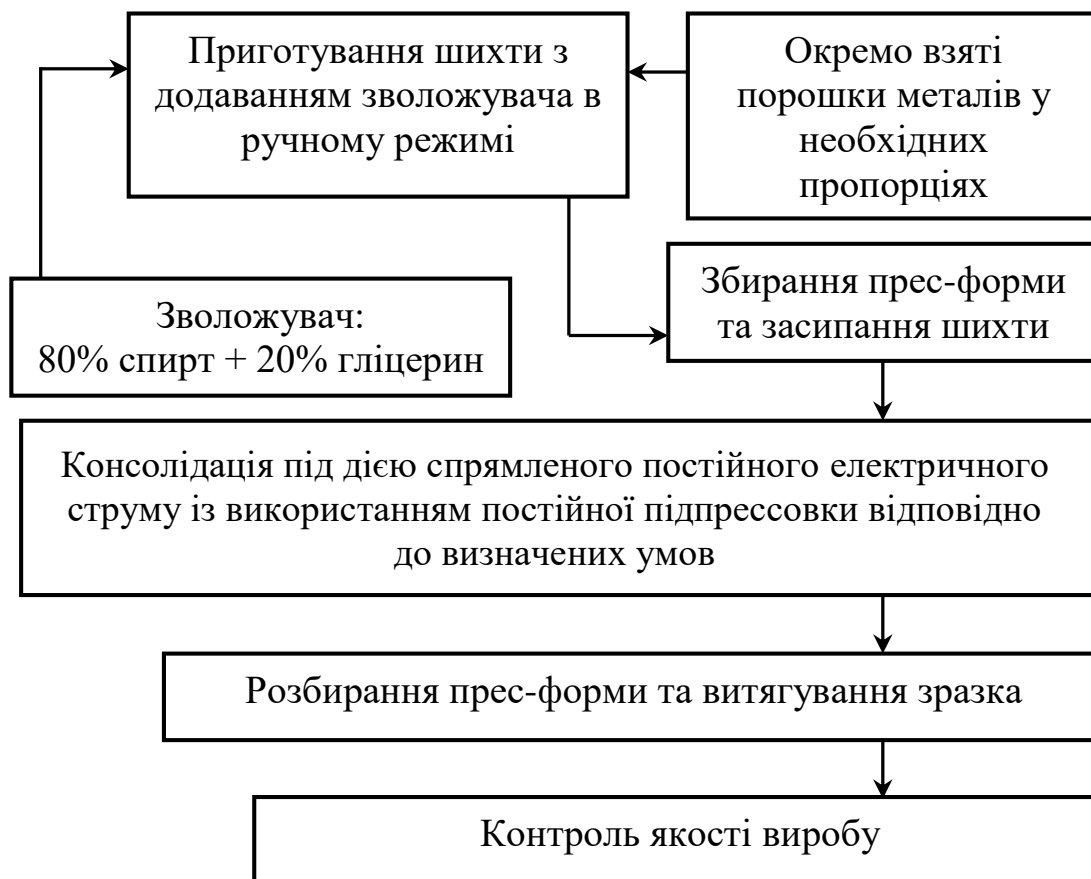 Приготування шихти з
додаванням зволожувача в
ручному режимі
Окремо взяті
порошки металів у
необхідних
пропорціях
Зволожувач:
80% спирт + 20% гліцерин
Збирання прес-форми
та засипання шихти
Консолідація під дією спрямленого постійного електричного
струму із використанням постійної підпрессовки відповідно
до визначених умов
Розбирання прес-форми та витягування зразка
Контроль якості виробу